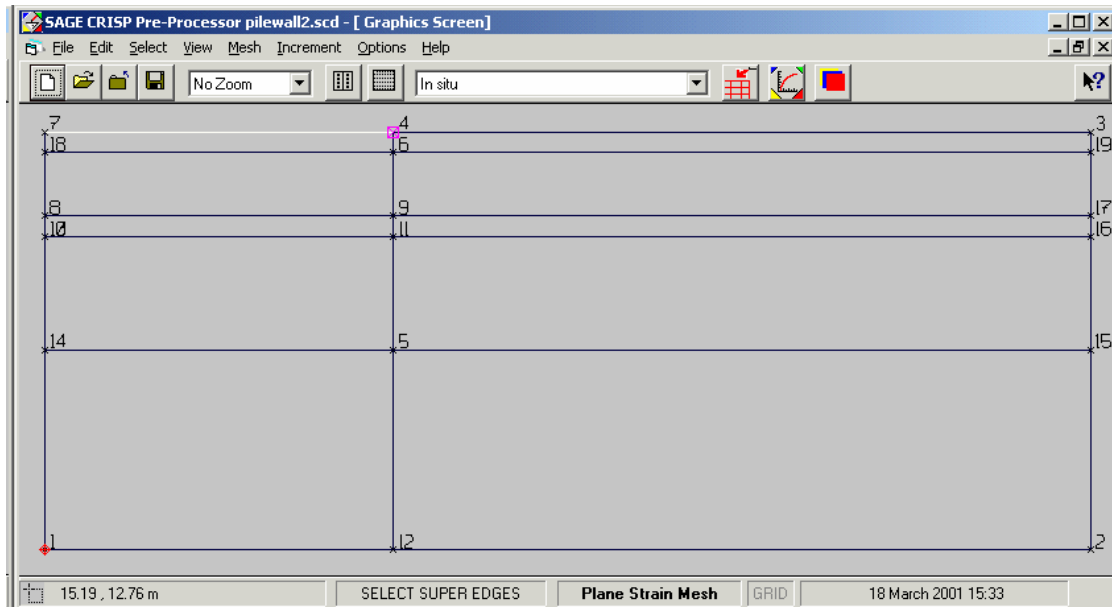 SAGE CRISP Pre-Processor pilewall2.scd - [ Graphics Screen]
File Edit Select View Mesh Increment Options Help
No Zoom In situ
7 4 3
18 6 19
8 9 17
10 11 16
14 5 15
1 12 2
15.19 , 12.76 m SELECT SUPER EDGES Plane Strain Mesh GRID 18 March 2001 15:33